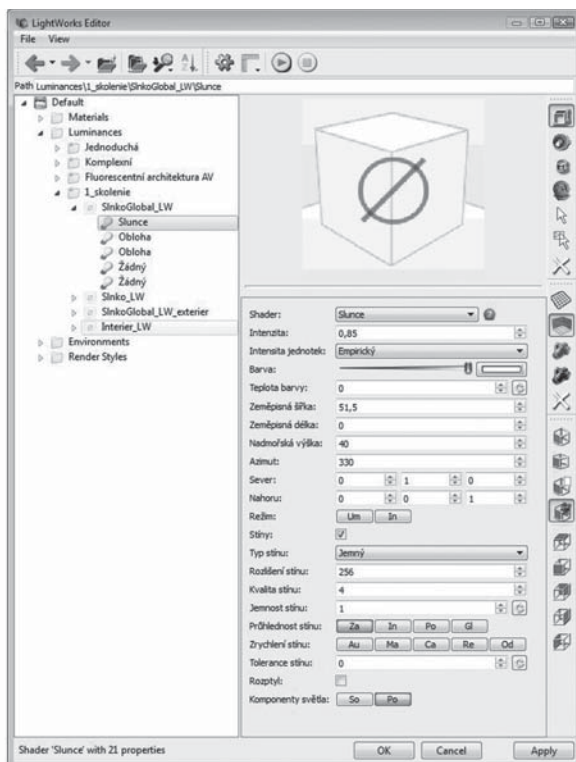 LightWorks Editor
File View
Path Luminances\1_skolenie\SlnkoGlobal_LW\Slunce
Default
Materials
Luminances
Jednoduchá
Komplexní
Fluorescentní architektura AV
1_skolenie
SlnkoGlobal_LW
Slunce
Obloha
Obloha
Žádný
Žádný
Slnko_LW
SlnkoGlobal_LW_exterier
Interier_LW
Environments
Render Styles
Shader: Slunce
Intenzita: 0,85
Intensita jednotek: Empirický
Barva:
Teplota barvy: 0
Zeměpisná šířka: 51,5
Zeměpisná délka: 0
Nadmořská výška: 40
Azimut: 330
Sever: 0 1 0
Nahoru: 0 0 1
Režim: Um In
Stíny:
Typ stínu: Jemný
Rozlišení stínu: 256
Kvalita stínu: 4
Jemnost stínu: 1
Průhlednost stínu: Za In Po Gl
Zrychlení stínu: Au Ma Ca Re Od
Tolerance stínu: 0
Rozptyl:
Komponenty světla: So Po
Shader 'Slunce' with 21 properties OK Cancel Apply